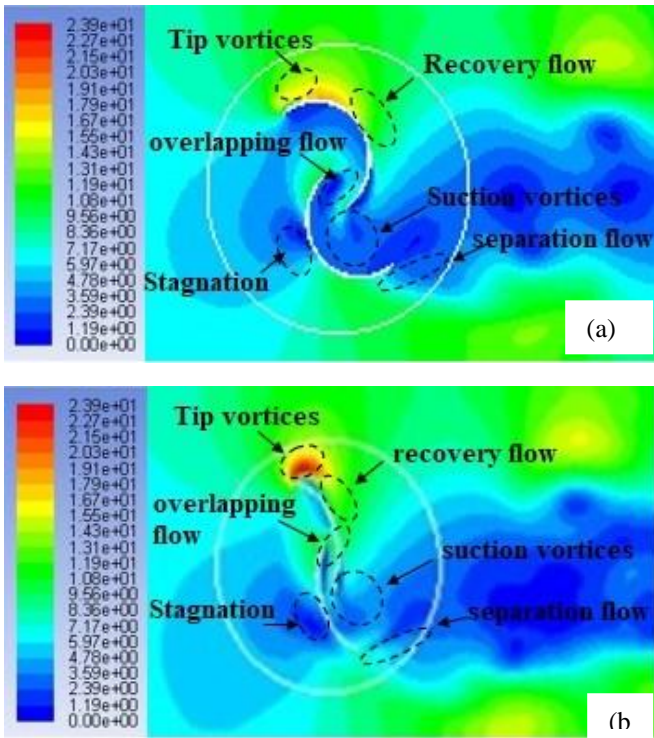 2.39e+01
2.27e+01
2.15e+01
2.03e+01
1.91e+01
1.79e+01
1.67e+01
1.55e+01
1.43e+01
1.31e+01
1.19e+01
1.08e+01
9.56e+00
8.36e+00
7.17e+00
5.97e+00
4.78e+00
3.59e+00
2.39e+00
1.19e+00
0.00e+00
Tip vortices
Recovery flow
overlapping flow
Suction vortices
separation flow
Stagnation
(a)
2.39e+01
2.27e+01
2.15e+01
2.03e+01
1.91e+01
1.79e+01
1.67e+01
1.55e+01
1.43e+01
1.31e+01
1.19e+01
1.08e+01
9.56e+00
8.36e+00
7.17e+00
5.97e+00
4.78e+00
3.59e+00
2.39e+00
1.19e+00
0.00e+00
Tip vortices
recovery flow
overlapping
flow
suction vortices
Stagnation
separation flow
(b